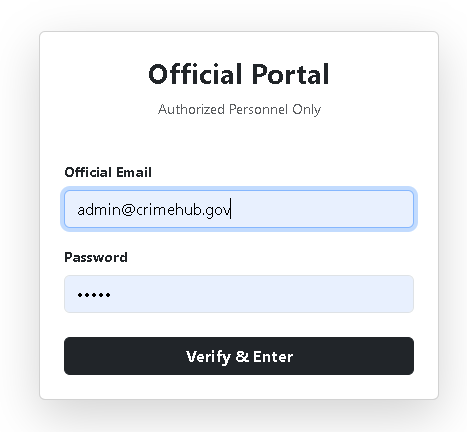 Official Portal
Authorized Personnel Only
Official Email
admin@crimehub.gov
Password
•••••
Verify & Enter